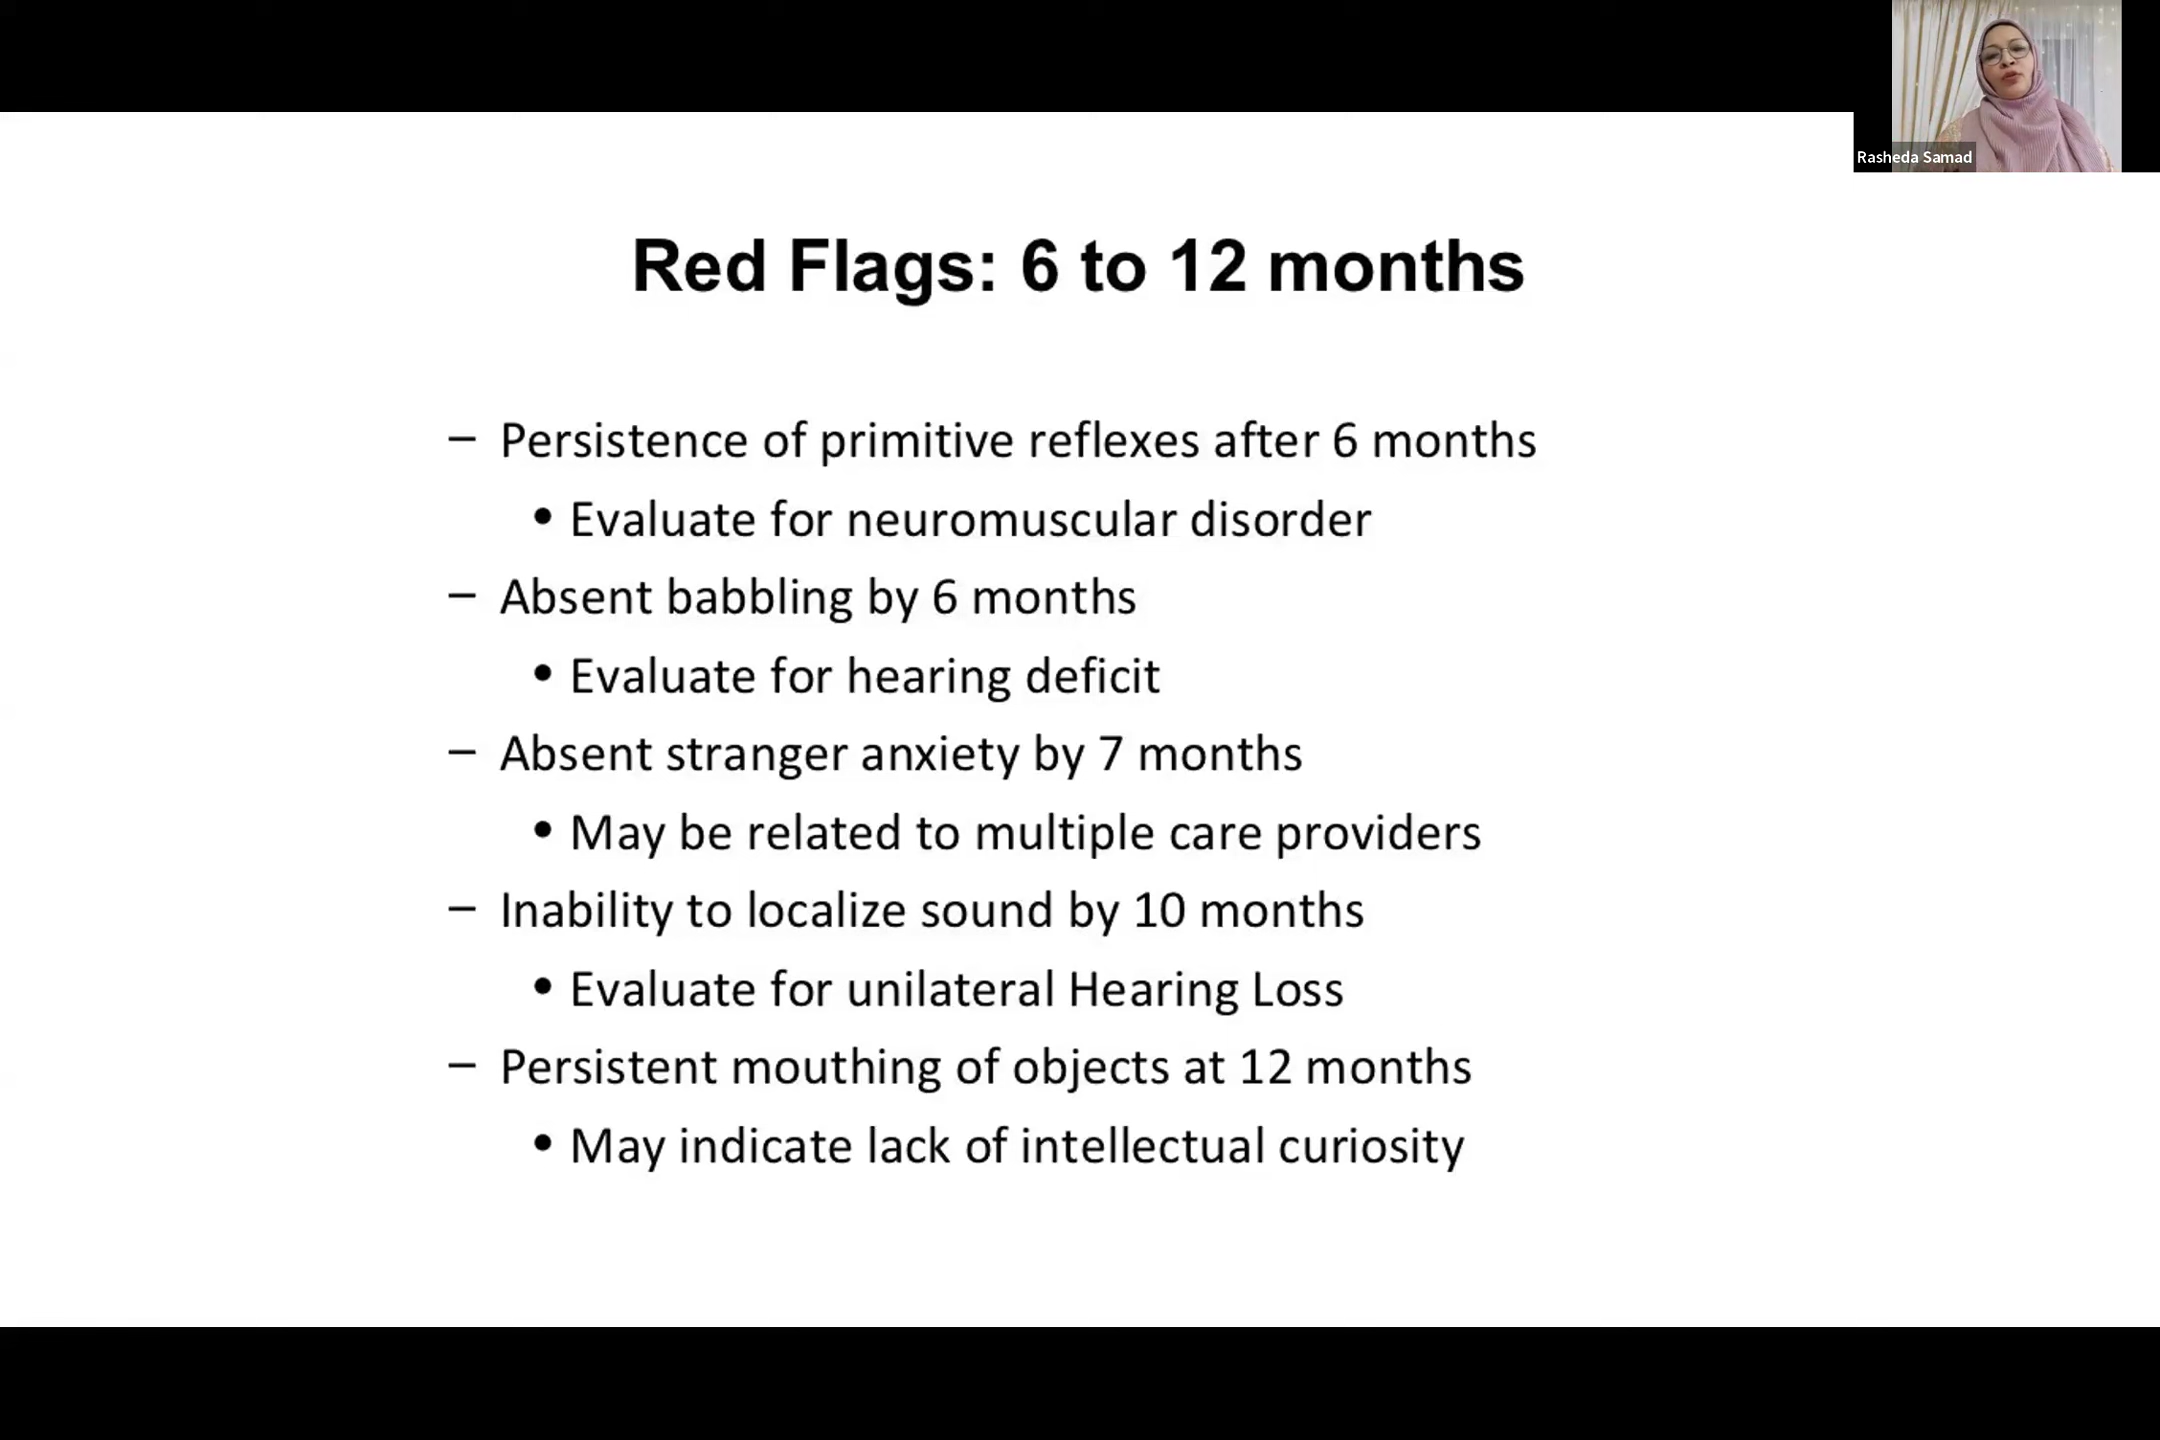 Rasheda Samad
Red Flags: 6 to 12 months
– Persistence of primitive reflexes after 6 months
• Evaluate for neuromuscular disorder
– Absent babbling by 6 months
• Evaluate for hearing deficit
– Absent stranger anxiety by 7 months
• May be related to multiple care providers
– Inability to localize sound by 10 months
• Evaluate for unilateral Hearing Loss
– Persistent mouthing of objects at 12 months
• May indicate lack of intellectual curiosity